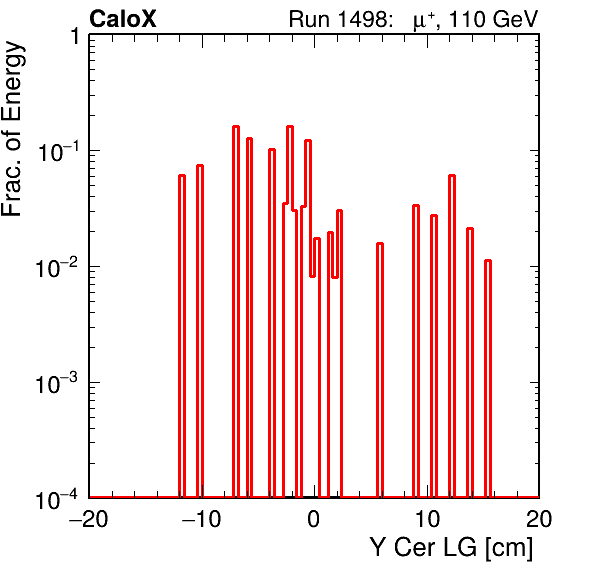 CaloX Run 1498: μ⁺, 110 GeV
Frac. of Energy
1
10⁻¹
10⁻²
10⁻³
10⁻⁴
−20 −10 0 10 20
Y Cer LG [cm]